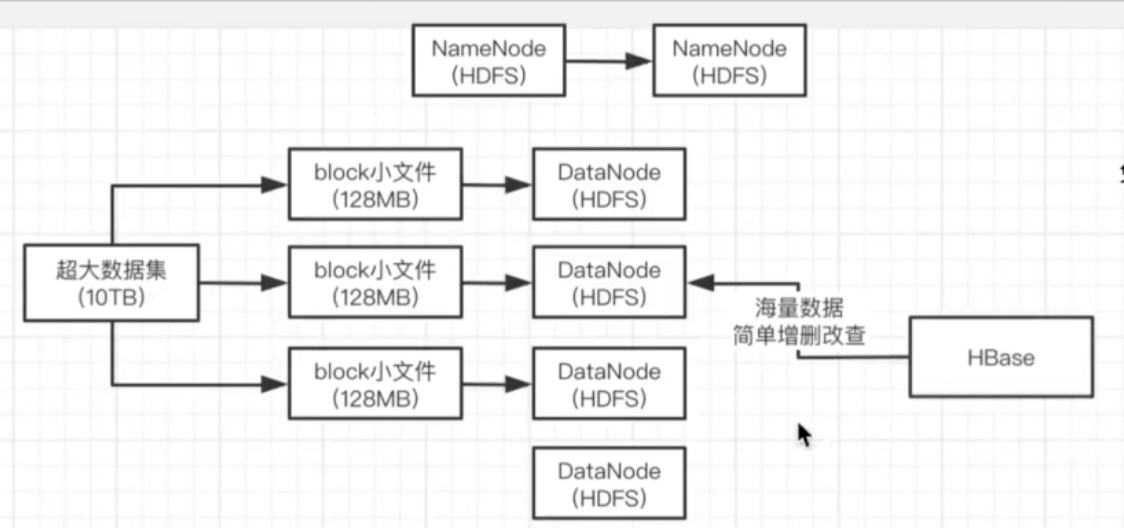 NameNode
(HDFS)
NameNode
(HDFS)
block小文件
(128MB)
DataNode
(HDFS)
超大数据集
(10TB)
block小文件
(128MB)
DataNode
(HDFS)
海量数据
简单增删改查
HBase
block小文件
(128MB)
DataNode
(HDFS)
DataNode
(HDFS)